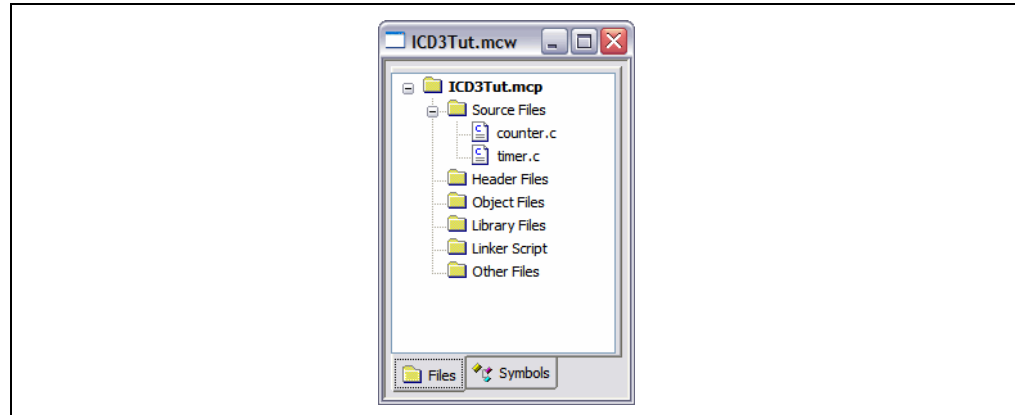 ICD3Tut.mcw
ICD3Tut.mcp
Source Files
counter.c
timer.c
Header Files
Object Files
Library Files
Linker Script
Other Files
Files
Symbols